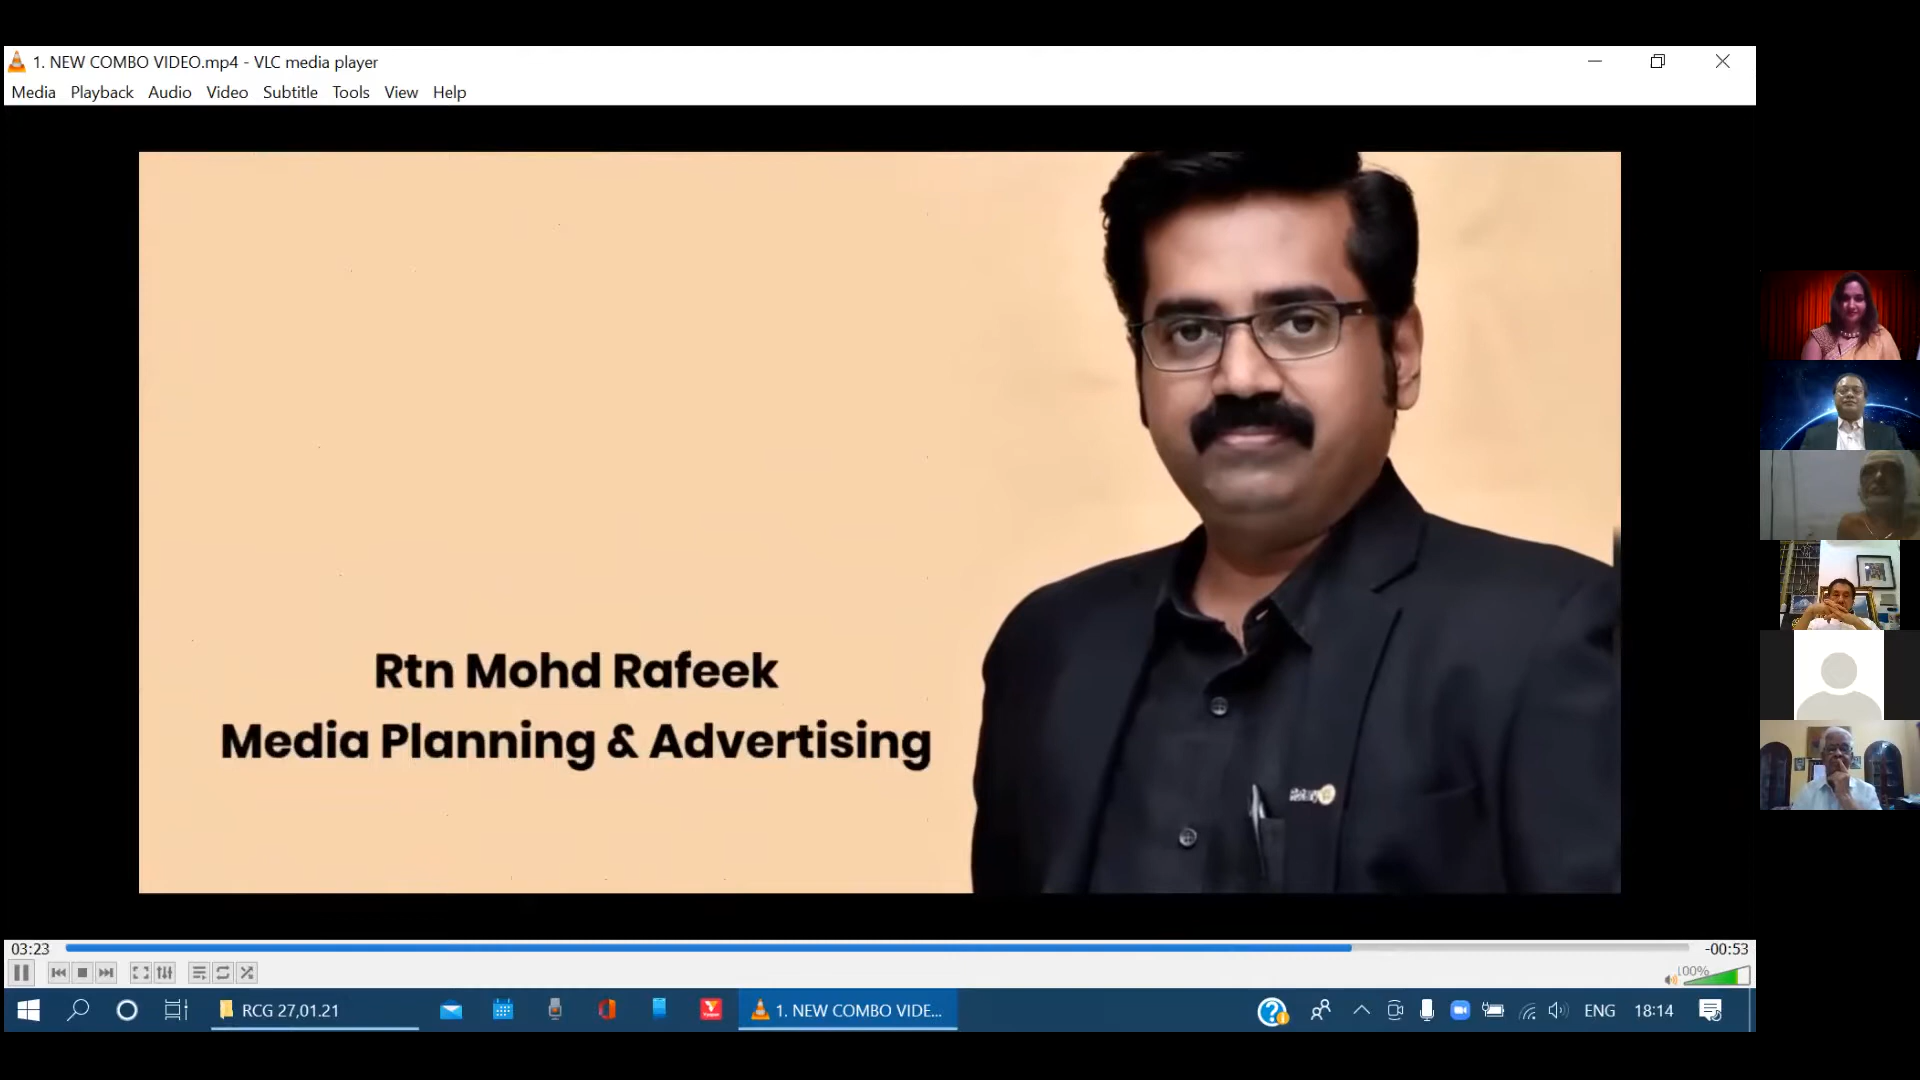 1. NEW COMBO VIDEO.mp4 - VLC media player
Media Playback Audio Video Subtitle Tools View Help
Rtn Mohd Rafeek
Media Planning & Advertising
03:23
-00:53
100%
RCG 27,01.21
1. NEW COMBO VIDE...
ENG
18:14